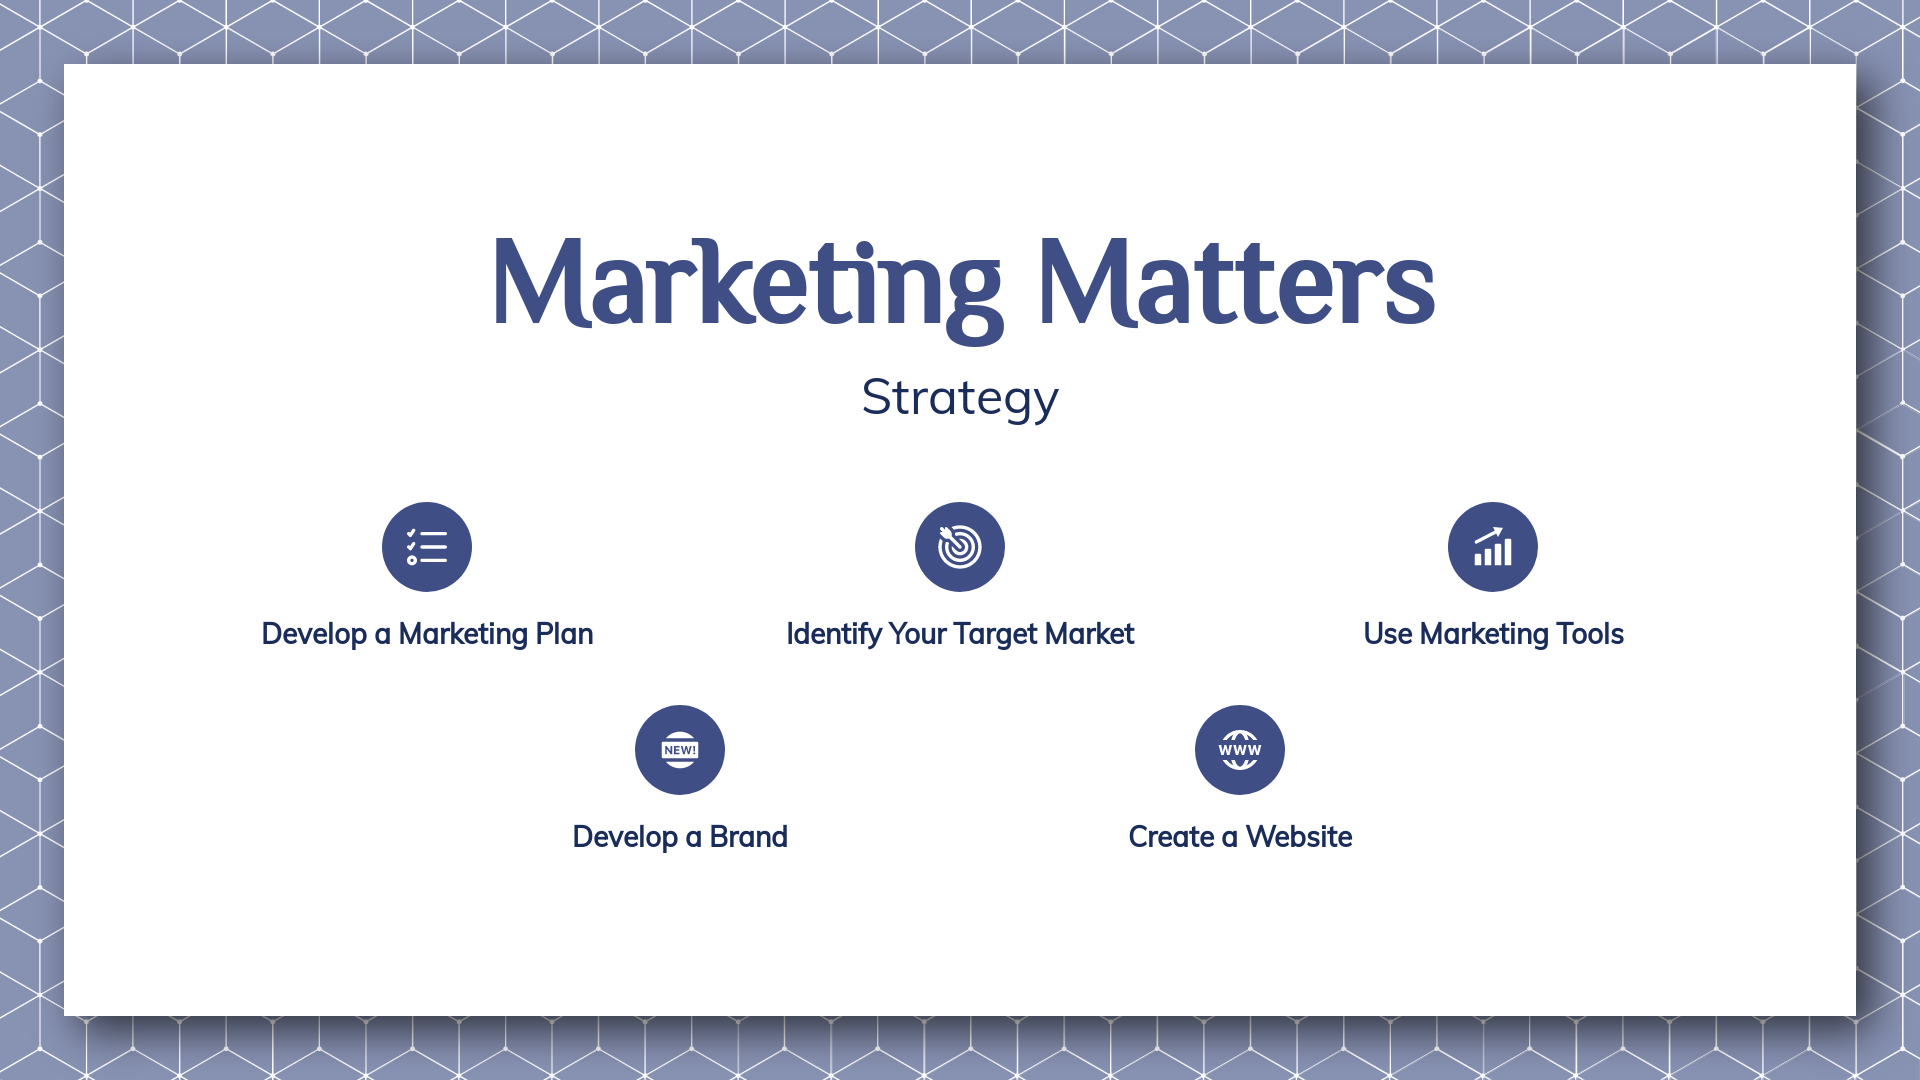 Marketing Matters
Strategy
Develop a Marketing Plan
Identify Your Target Market
Use Marketing Tools
NEW!
WWW
Develop a Brand
Create a Website